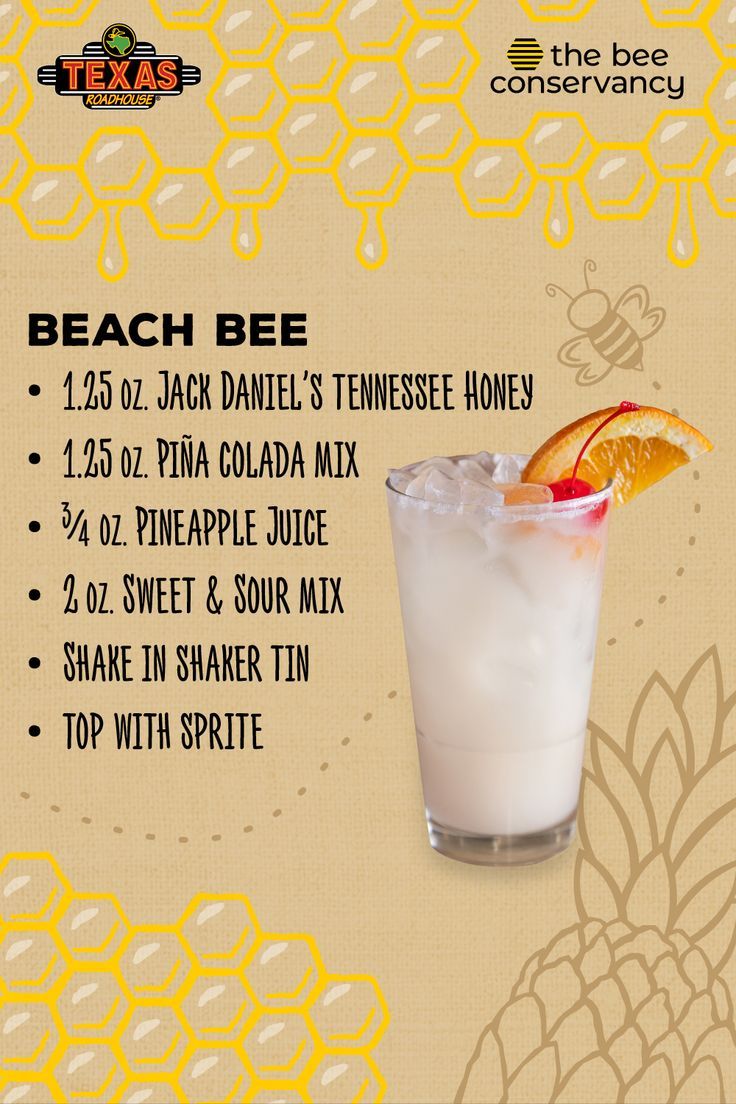 TEXAS
ROADHOUSE®
the bee
conservancy
BEACH BEE
• 1.25 oz. Jack Daniel's Tennessee Honey
• 1.25 oz. Piña colada mix
• ¾ oz. Pineapple Juice
• 2 oz. Sweet & Sour mix
• Shake in shaker tin
• top with sprite